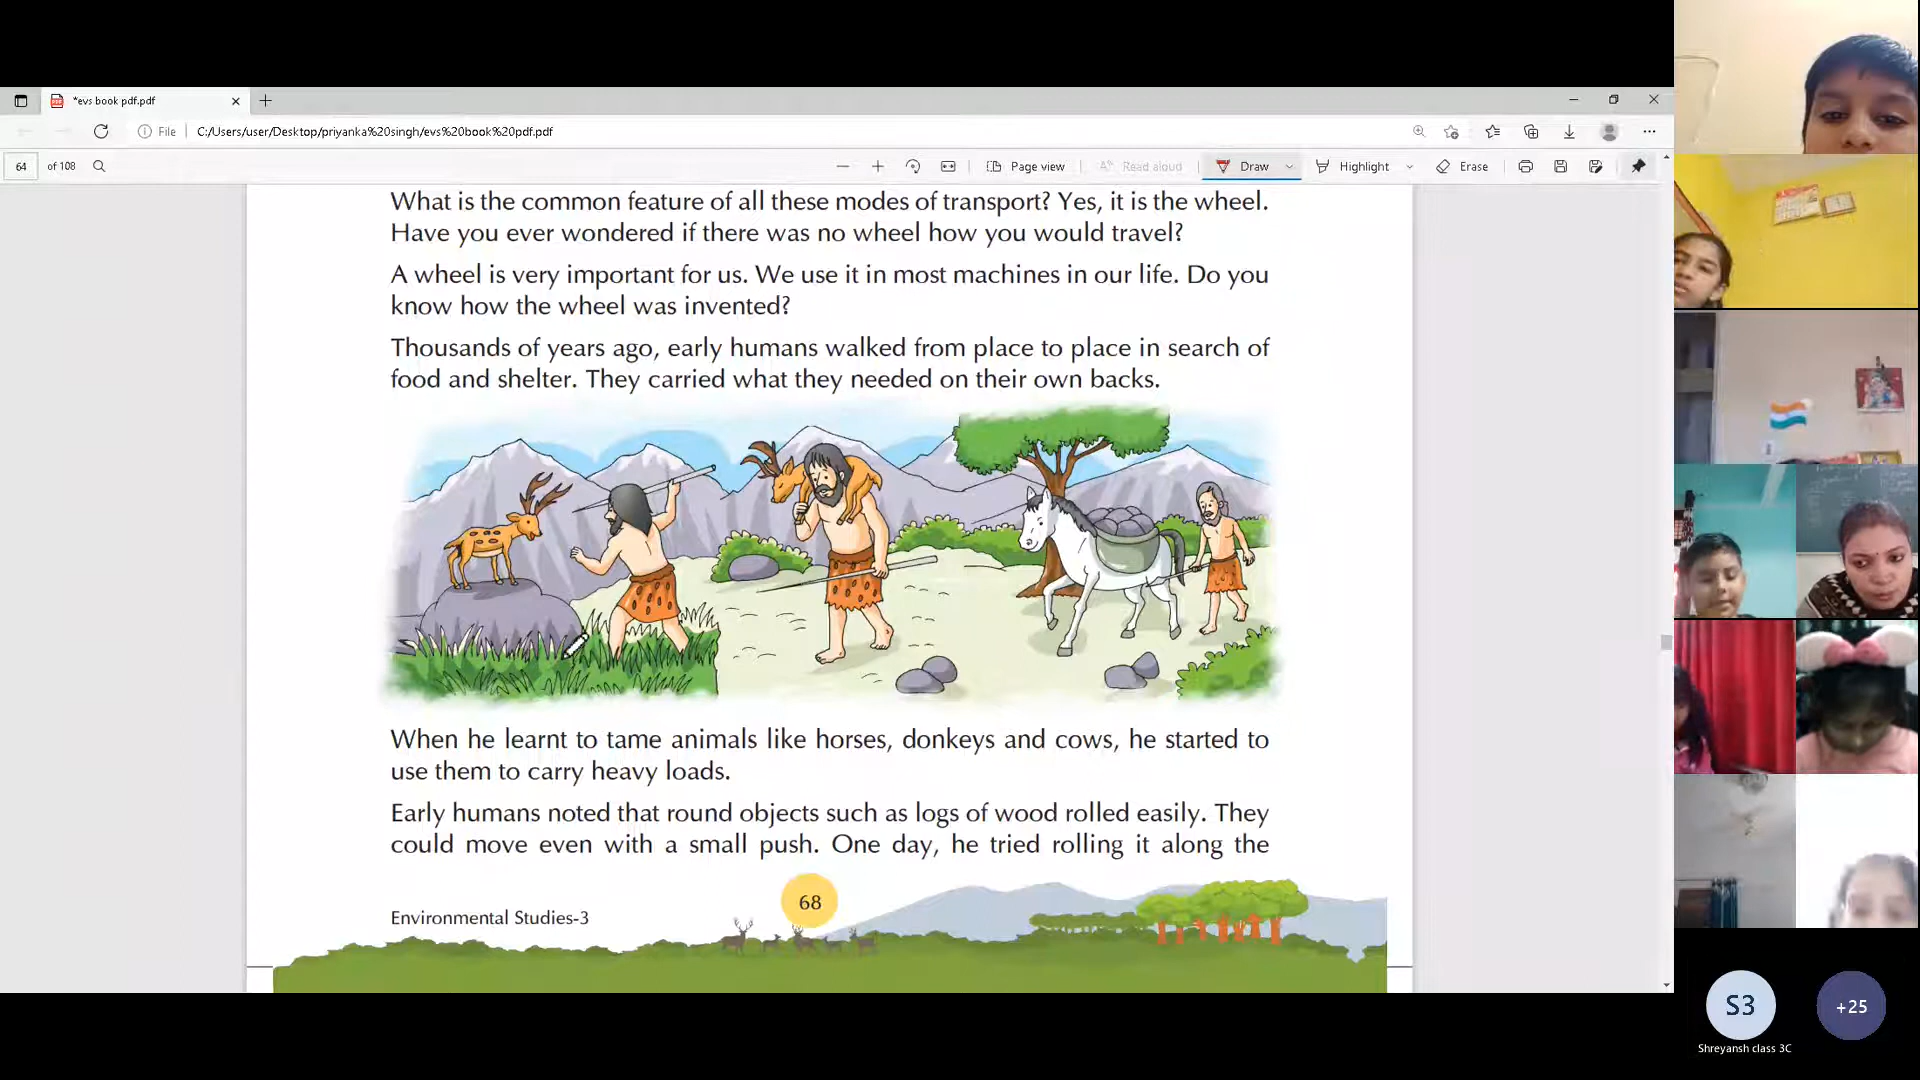 *evs book pdf.pdf
File
C:/Users/user/Desktop/priyanka%20singh/evs%20book%20pdf.pdf
64 of 108
Page view
Read aloud
Draw
Highlight
Erase
What is the common feature of all these modes of transport? Yes, it is the wheel.
Have you ever wondered if there was no wheel how you would travel?
A wheel is very important for us. We use it in most machines in our life. Do you
know how the wheel was invented?
Thousands of years ago, early humans walked from place to place in search of
food and shelter. They carried what they needed on their own backs.
When he learnt to tame animals like horses, donkeys and cows, he started to
use them to carry heavy loads.
Early humans noted that round objects such as logs of wood rolled easily. They
could move even with a small push. One day, he tried rolling it along the
68
Environmental Studies-3
S3
+25
Shreyansh class 3C